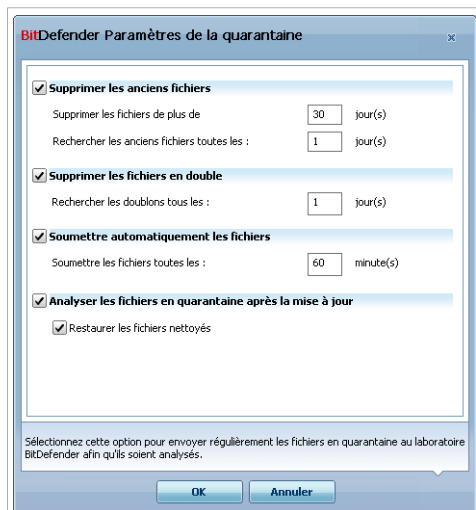 BitDefender Paramètres de la quarantaine
Supprimer les anciens fichiers
Supprimer les fichiers de plus de 30 jour(s)
Rechercher les anciens fichiers toutes les : 1 jour(s)
Supprimer les fichiers en double
Rechercher les doublons tous les : 1 jour(s)
Soumettre automatiquement les fichiers
Soumettre les fichiers toutes les : 60 minute(s)
Analyser les fichiers en quarantaine après la mise à jour
Restaurer les fichiers nettoyés
Sélectionnez cette option pour envoyer régulièrement les fichiers en quarantaine au laboratoire
BitDefender afin qu'ils soient analysés.
OK Annuler